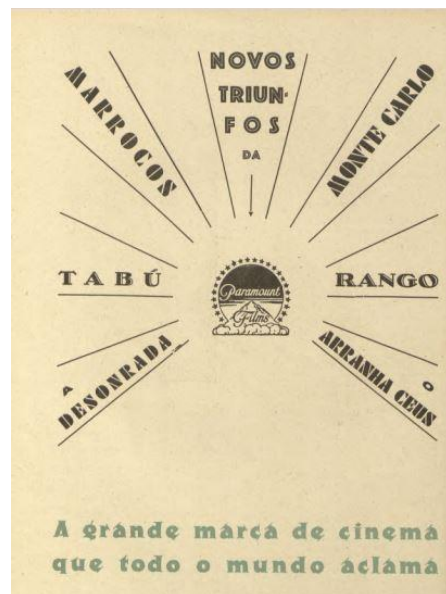 NOVOS
TRIUN-
FOS
DA
MARROCOS
MONTE CARLO
TABÚ
RANGO
A
DESONRADA
O
ARRANHA CEUS
Paramount
Films
A grande marca de cinema
que todo o mundo aclama